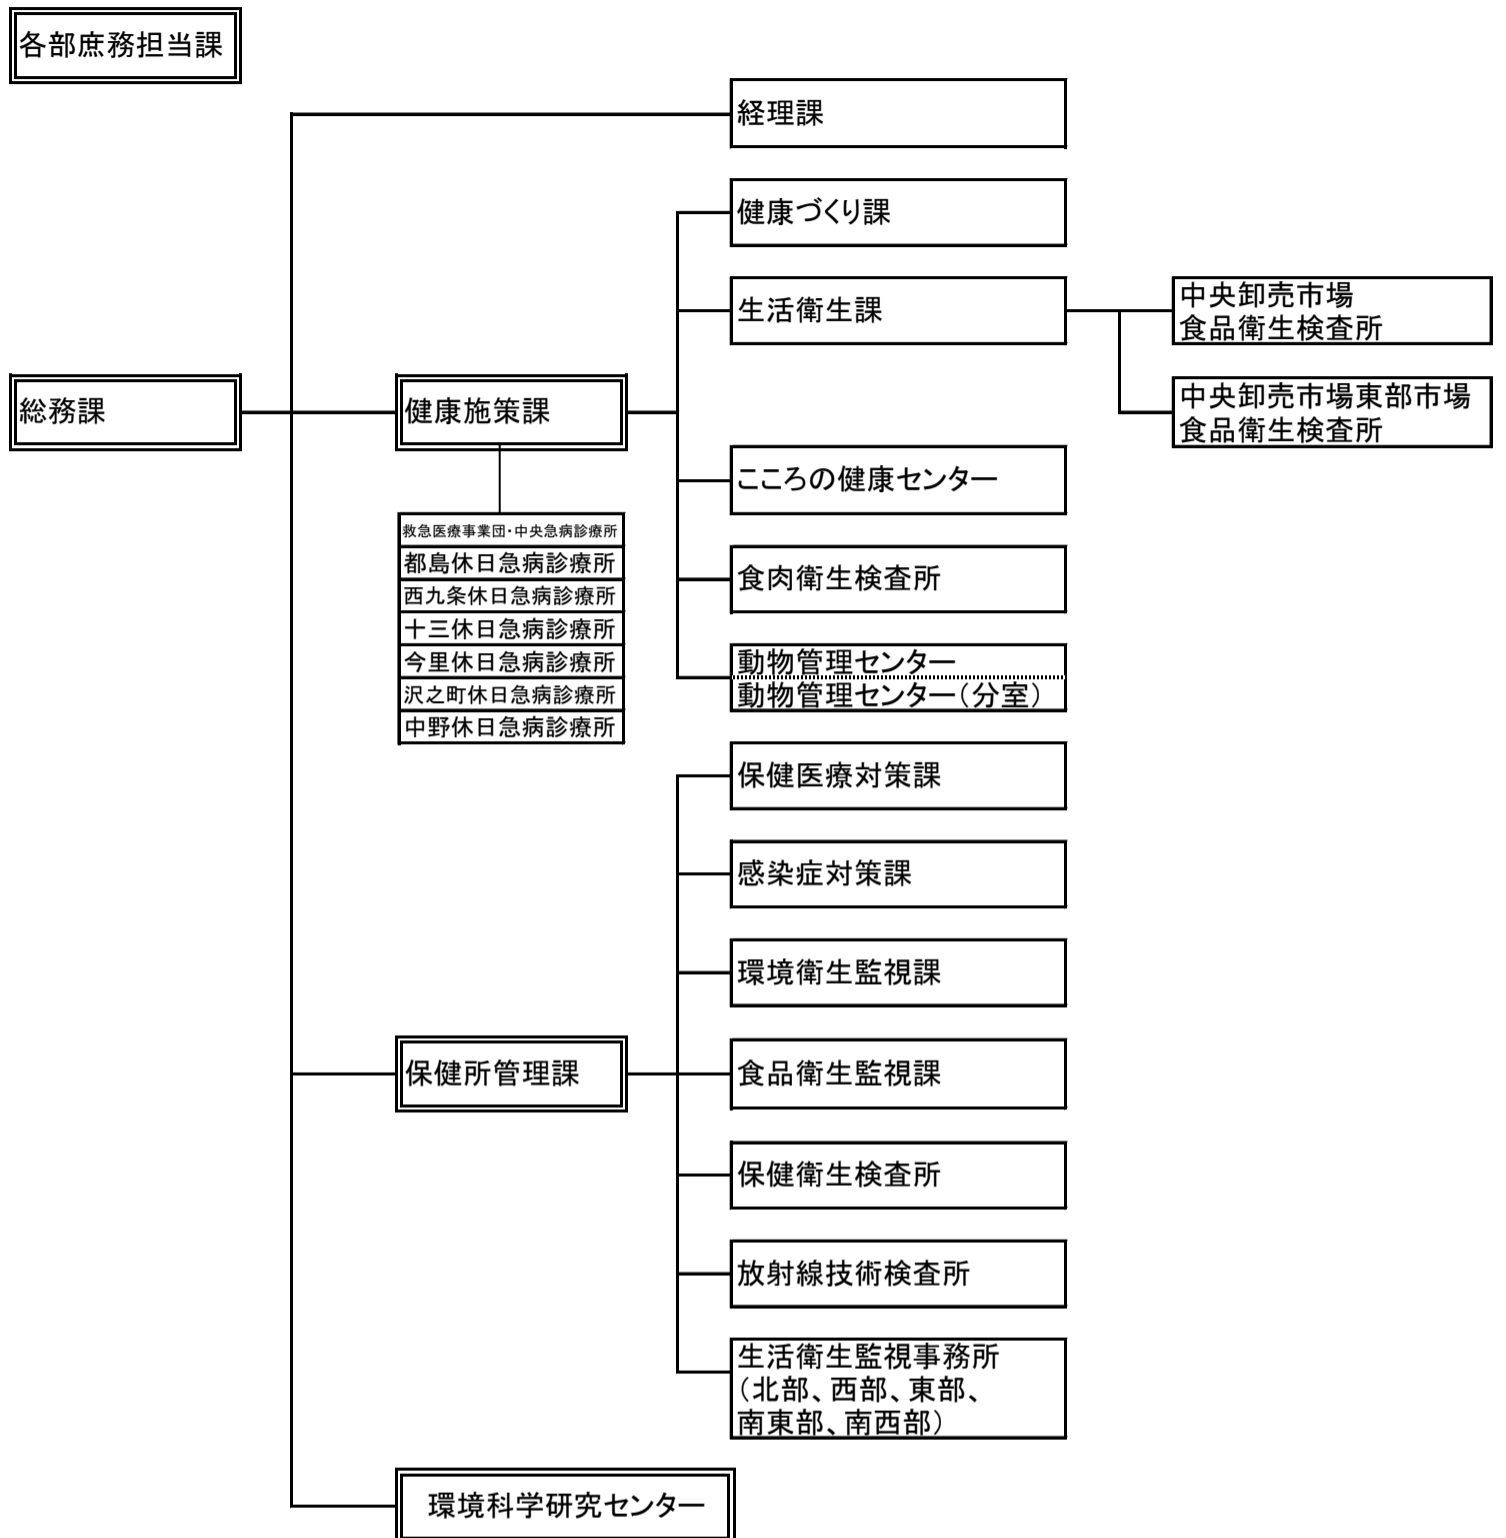 各部庶務担当課
経理課
健康づくり課
生活衛生課
中央卸売市場
食品衛生検査所
総務課
健康施策課
中央卸売市場東部市場
食品衛生検査所
こころの健康センター
救急医療事業団・中央急病診療所
都島休日急病診療所
西九条休日急病診療所
十三休日急病診療所
今里休日急病診療所
沢之町休日急病診療所
中野休日急病診療所
食肉衛生検査所
動物管理センター
動物管理センター（分室）
保健医療対策課
感染症対策課
環境衛生監視課
保健所管理課
食品衛生監視課
保健衛生検査所
放射線技術検査所
生活衛生監視事務所
（北部、西部、東部、
南東部、南西部）
環境科学研究センター